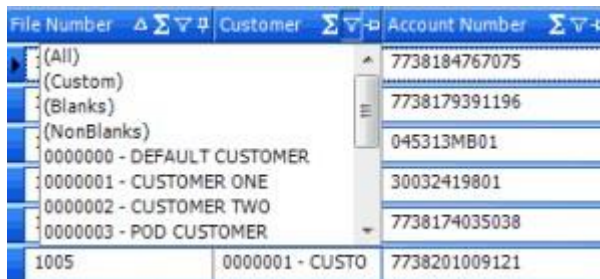 File Number Customer Account Number
(All)
7738184767075
(Custom)
(Blanks)
7738179391196
(NonBlanks)
045313MB01
0000000 - DEFAULT CUSTOMER
0000001 - CUSTOMER ONE
30032419801
0000002 - CUSTOMER TWO
0000003 - POD CUSTOMER
7738174035038
1005 0000001 - CUSTO 7738201009121